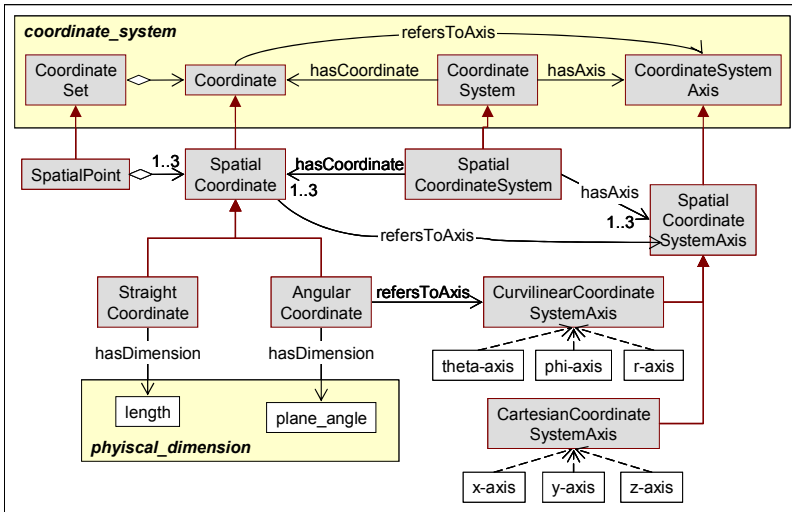 coordinate_system
refersToAxis
Coordinate
Set
Coordinate
hasCoordinate
Coordinate
System
hasAxis
CoordinateSystem
Axis
SpatialPoint
1..3
Spatial
Coordinate
hasCoordinate
1..3
Spatial
CoordinateSystem
hasAxis
1..3
Spatial
Coordinate
SystemAxis
refersToAxis
Straight
Coordinate
Angular
Coordinate
refersToAxis
CurvilinearCoordinate
SystemAxis
hasDimension
hasDimension
theta-axis
phi-axis
r-axis
length
plane_angle
phyiscal_dimension
CartesianCoordinate
SystemAxis
x-axis
y-axis
z-axis